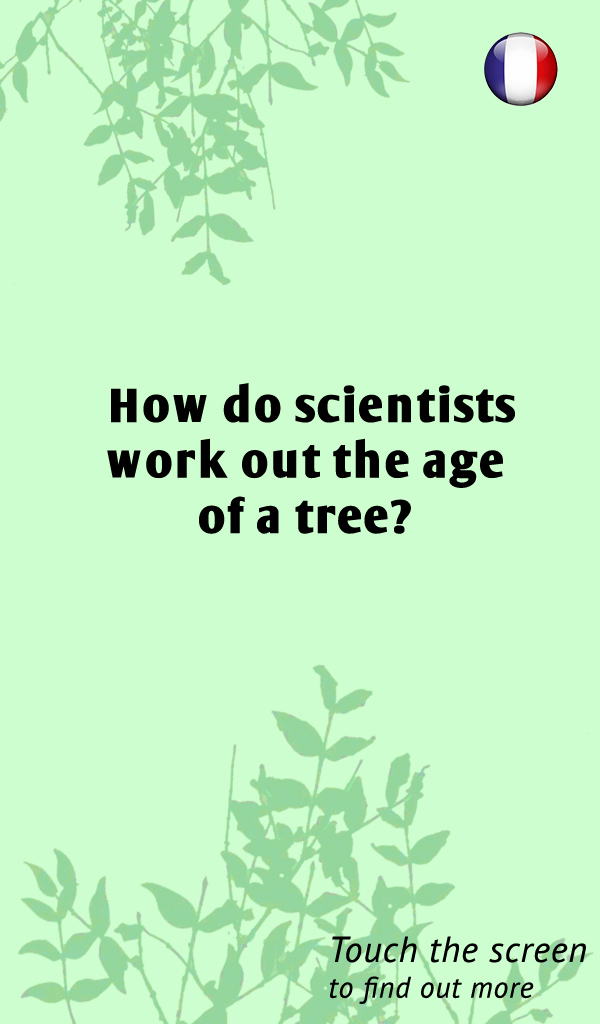 How do scientists
work out the age
of a tree?
Touch the screen
to find out more